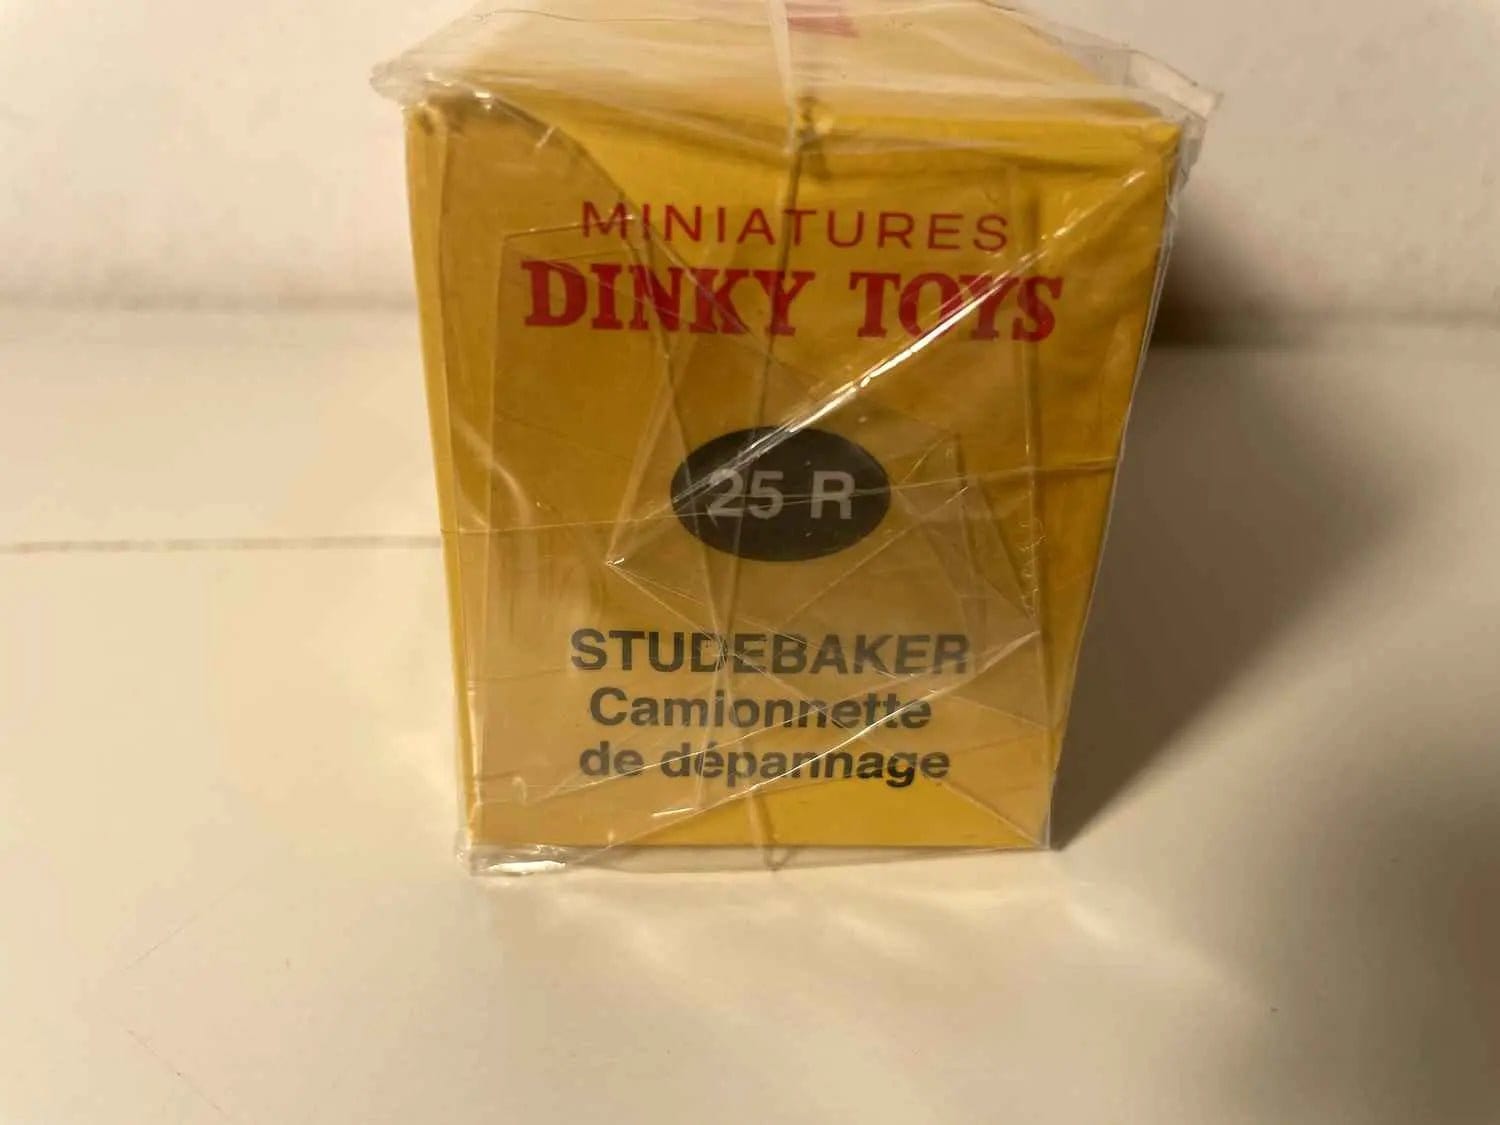 MINIATURES
DINKY TOYS
25 R
STUDEBAKER
Camionnette
de dépannage